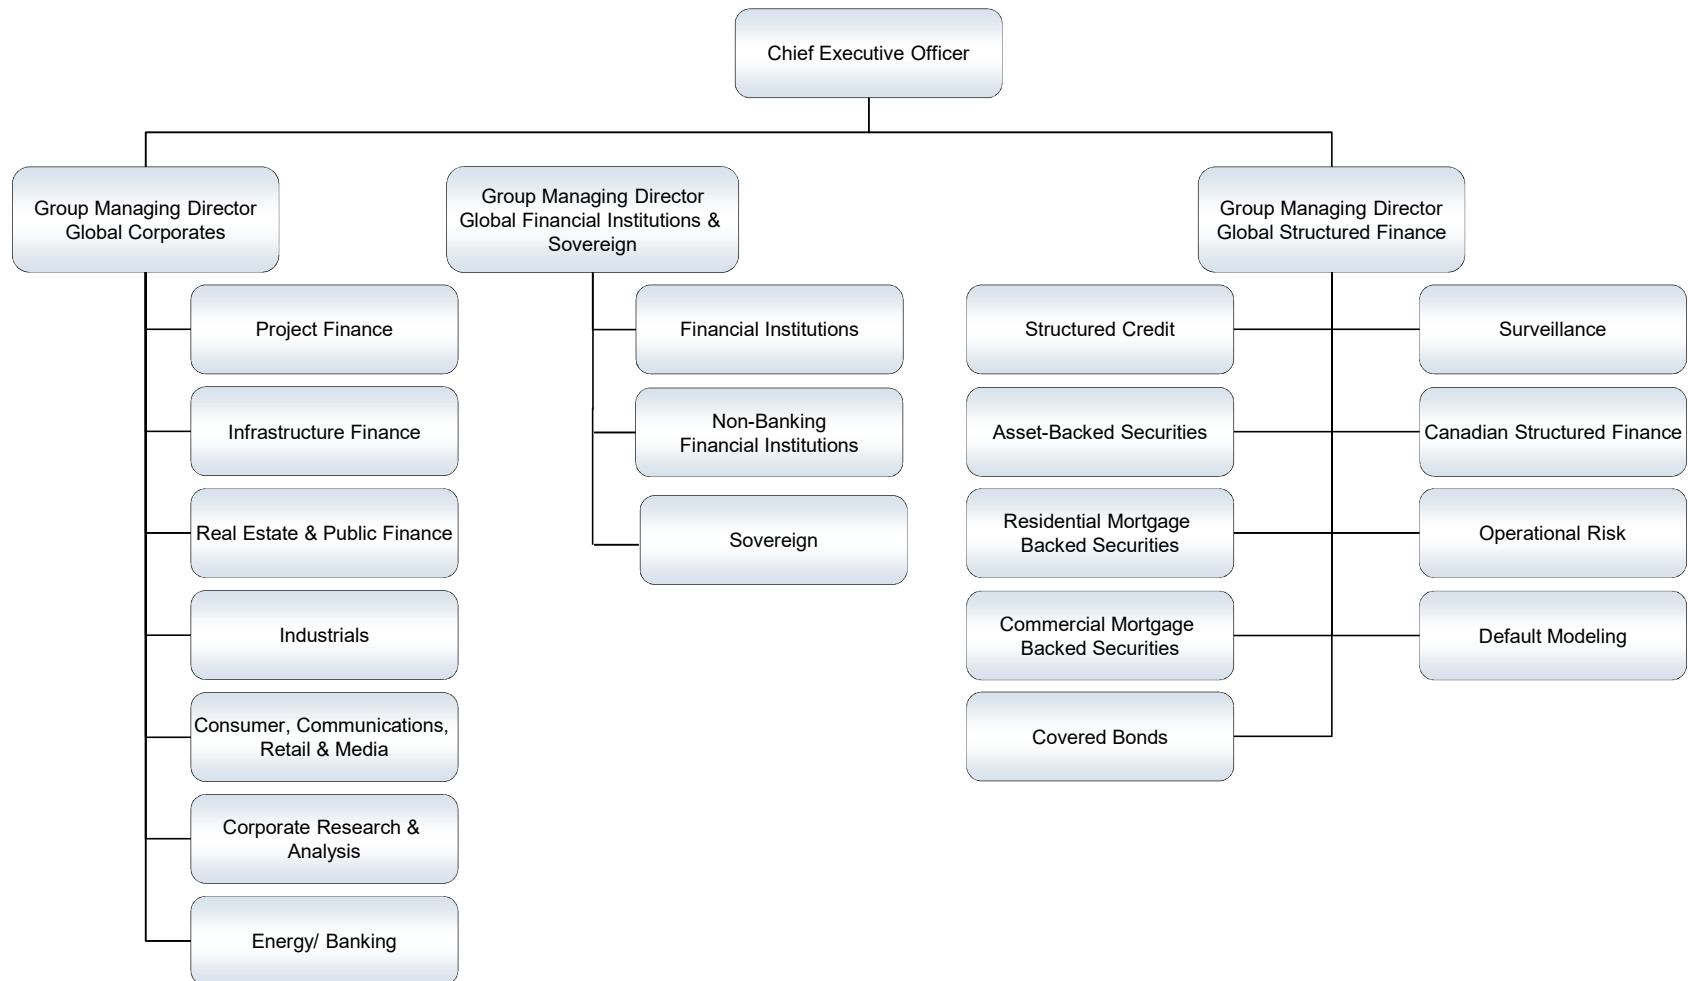 Chief Executive Officer
Group Managing Director
Global Corporates
Group Managing Director
Global Financial Institutions &
Sovereign
Group Managing Director
Global Structured Finance
Project Finance
Infrastructure Finance
Real Estate & Public Finance
Industrials
Consumer, Communications,
Retail & Media
Corporate Research &
Analysis
Energy/ Banking
Financial Institutions
Non-Banking
Financial Institutions
Sovereign
Structured Credit
Asset-Backed Securities
Residential Mortgage
Backed Securities
Commercial Mortgage
Backed Securities
Covered Bonds
Surveillance
Canadian Structured Finance
Operational Risk
Default Modeling